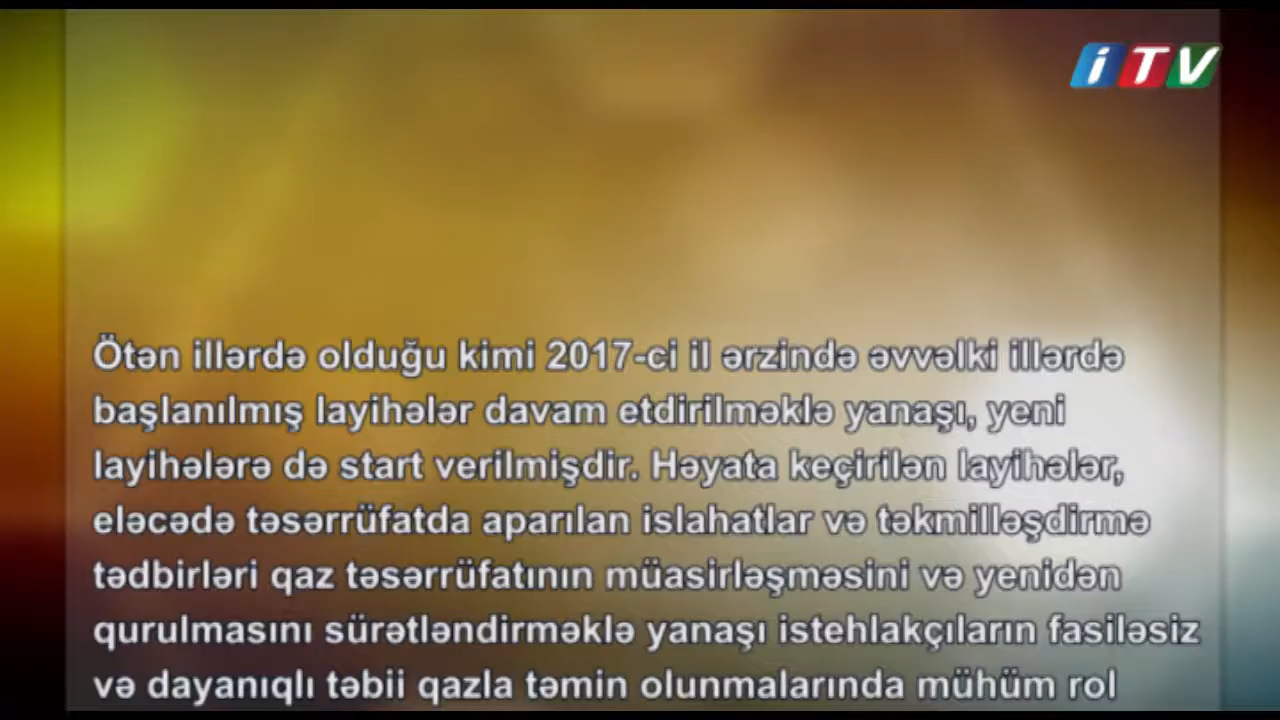 iTV
Ötən illərdə olduğu kimi 2017-ci il ərzində əvvəlki illərdə
başlanılmış layihələr davam etdirilməklə yanaşı, yeni
layihələrə də start verilmişdir. Həyata keçirilən layihələr,
eləcədə təsərrüfatda aparılan islahatlar və təkmilləşdirmə
tədbirləri qaz təsərrüfatının müasirləşməsini və yenidən
qurulmasını sürətləndirməklə yanaşı istehlakçıların fasiləsiz
və dayanıqlı təbii qazla təmin olunmalarında mühüm rol